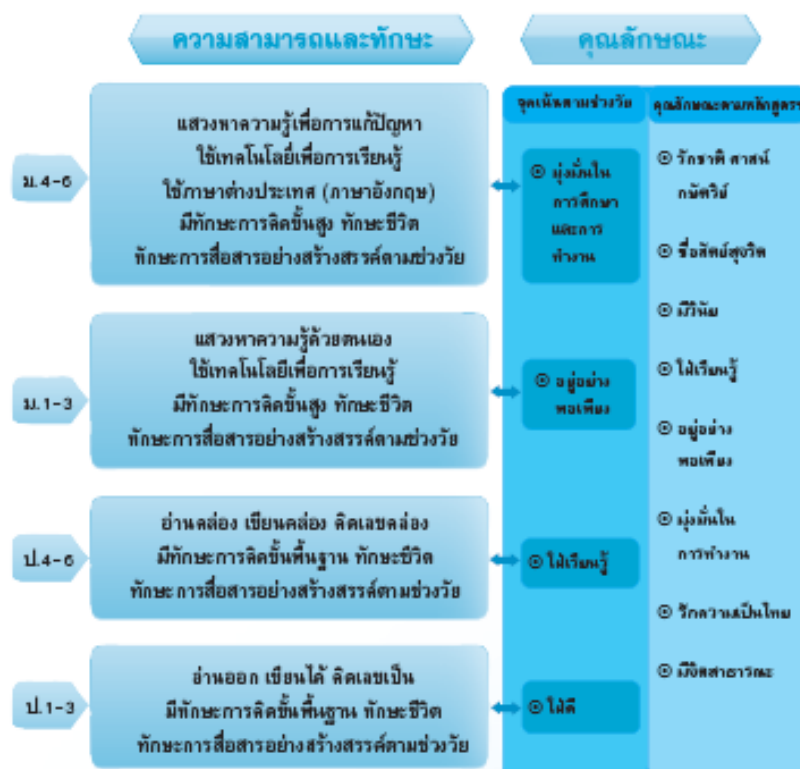 ความสามารถและทักษะ
คุณลักษณะ
จุดเน้นตามช่วงวัย
คุณลักษณะตามหลักสูตรฯ
ม.4-6
แสวงหาความรู้เพื่อการแก้ปัญหา
ใช้เทคโนโลยีเพื่อการเรียนรู้
ใช้ภาษาต่างประเทศ (ภาษาอังกฤษ)
มีทักษะการคิดขั้นสูง ทักษะชีวิต
ทักษะการสื่อสารอย่างสร้างสรรค์ตามช่วงวัย
มุ่งมั่นใน
การศึกษา
และการ
ทำงาน
ม.1-3
แสวงหาความรู้ด้วยตนเอง
ใช้เทคโนโลยีเพื่อการเรียนรู้
มีทักษะการคิดขั้นสูง ทักษะชีวิต
ทักษะการสื่อสารอย่างสร้างสรรค์ตามช่วงวัย
อยู่อย่าง
พอเพียง
ป.4-6
อ่านคล่อง เขียนคล่อง คิดเลขคล่อง
มีทักษะการคิดขั้นพื้นฐาน ทักษะชีวิต
ทักษะการสื่อสารอย่างสร้างสรรค์ตามช่วงวัย
ใฝ่เรียนรู้
ป.1-3
อ่านออก เขียนได้ คิดเลขเป็น
มีทักษะการคิดขั้นพื้นฐาน ทักษะชีวิต
ทักษะการสื่อสารอย่างสร้างสรรค์ตามช่วงวัย
ใฝ่ดี
รักชาติ ศาสน์
กษัตริย์
ซื่อสัตย์สุจริต
มีวินัย
ใฝ่เรียนรู้
อยู่อย่าง
พอเพียง
มุ่งมั่นใน
การทำงาน
รักความเป็นไทย
มีจิตสาธารณะ